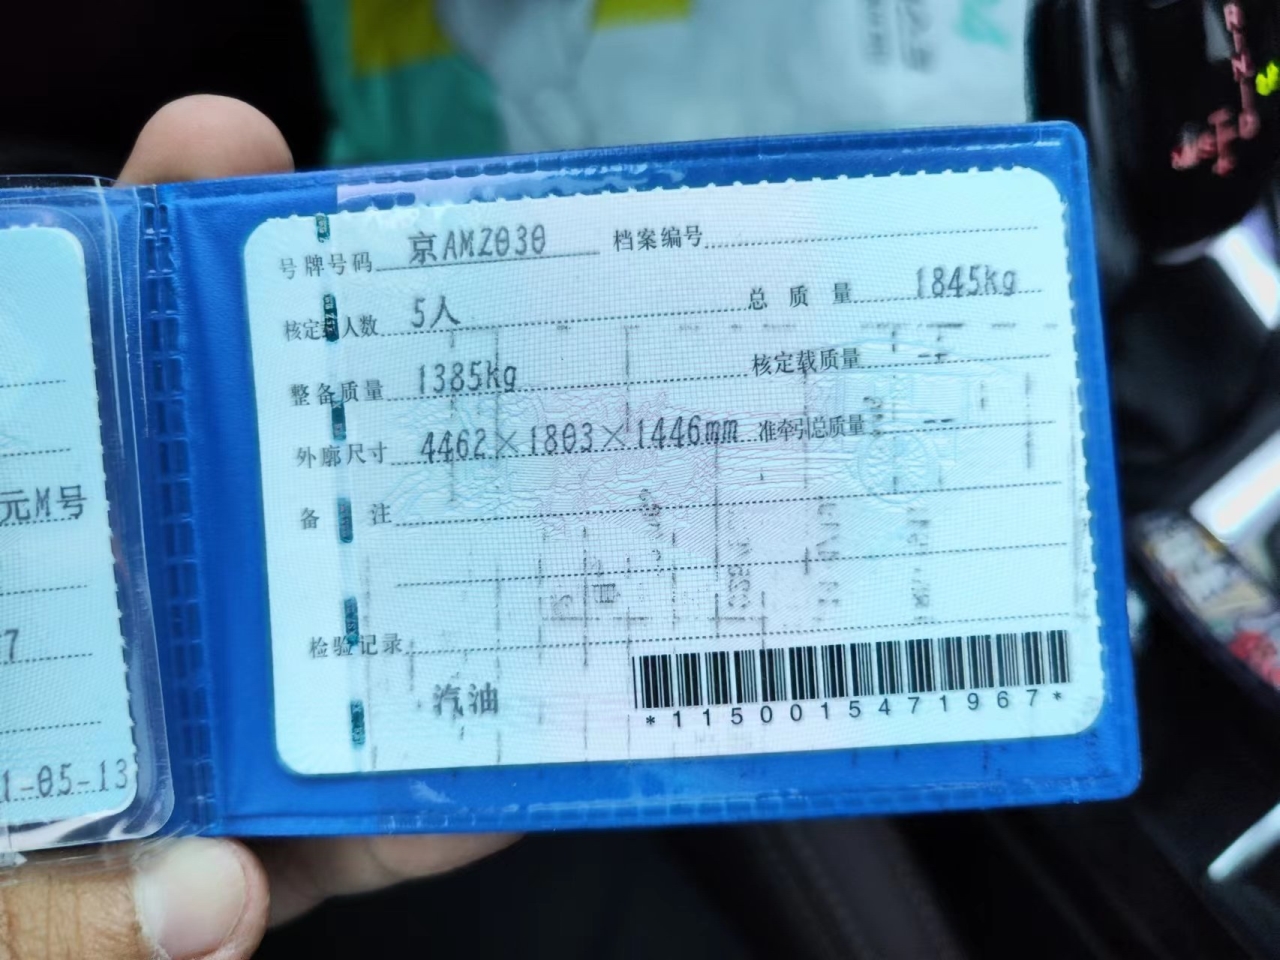 号牌号码 京AMZ030 档案编号
核定载人数 5人 总质量 1845kg
整备质量 1385kg 核定载质量 --
外廓尺寸 4462×1803×1446mm 准牵引总质量 --
备注
检验记录
汽油
*1150015471967*
元M号
7
1-05-13